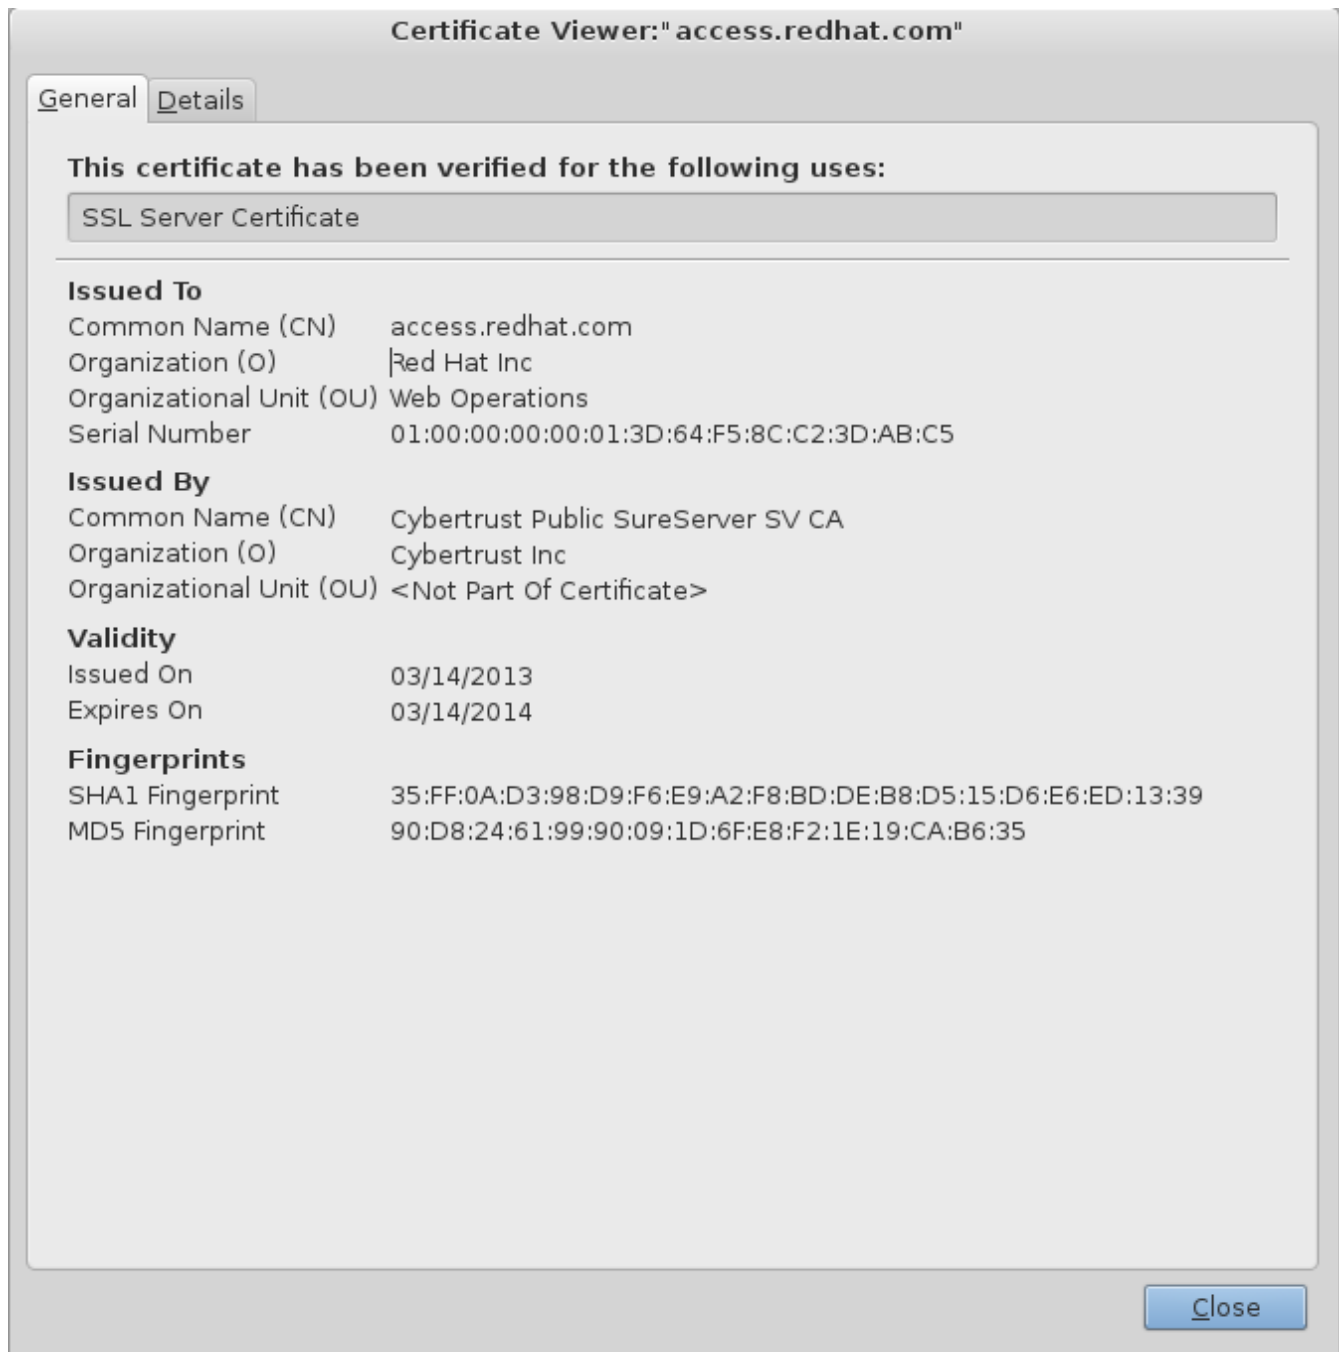 Certificate Viewer:"access.redhat.com"
General Details
This certificate has been verified for the following uses:
SSL Server Certificate
Issued To
Common Name (CN) access.redhat.com
Organization (O) Red Hat Inc
Organizational Unit (OU) Web Operations
Serial Number 01:00:00:00:00:01:3D:64:F5:8C:C2:3D:AB:C5
Issued By
Common Name (CN) Cybertrust Public SureServer SV CA
Organization (O) Cybertrust Inc
Organizational Unit (OU) <Not Part Of Certificate>
Validity
Issued On 03/14/2013
Expires On 03/14/2014
Fingerprints
SHA1 Fingerprint 35:FF:0A:D3:98:D9:F6:E9:A2:F8:BD:DE:B8:D5:15:D6:E6:ED:13:39
MD5 Fingerprint 90:D8:24:61:99:90:09:1D:6F:E8:F2:1E:19:CA:B6:35
Close